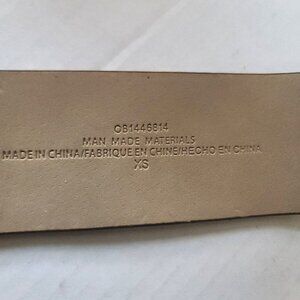 OB1446814
MAN MADE MATERIALS
MADE IN CHINA/FABRIQUE EN CHINE/HECHO EN CHINA
XS